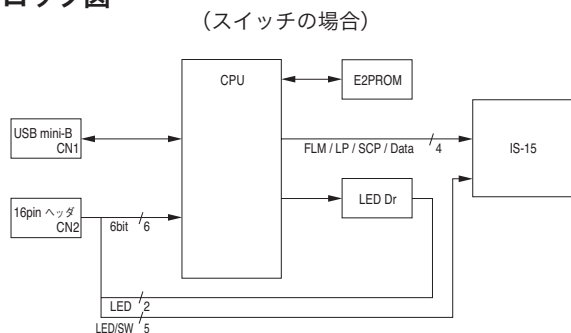 ロック図
（スイッチの場合）
CPU
E2PROM
USB mini-B
CN1
FLM / LP / SCP / Data
4
IS-15
16pin ヘッダ
CN2
6bit
6
LED Dr
LED
2
LED/SW
5